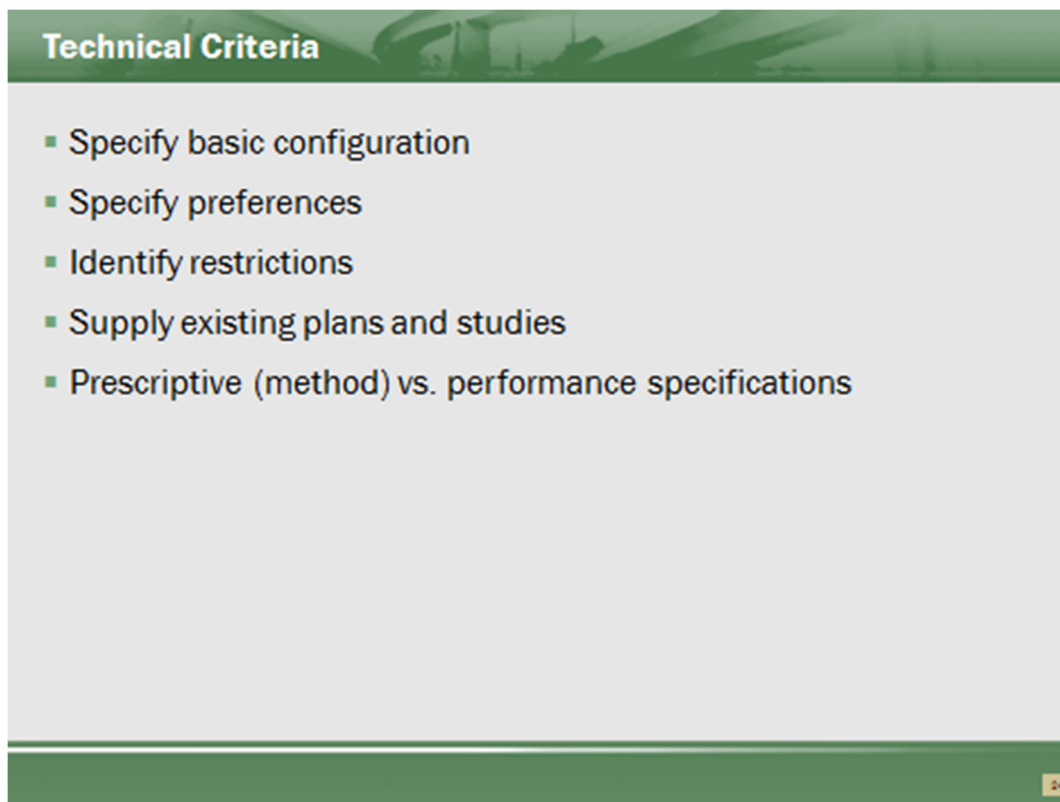 Technical Criteria
Specify basic configuration
Specify preferences
Identify restrictions
Supply existing plans and studies
Prescriptive (method) vs. performance specifications